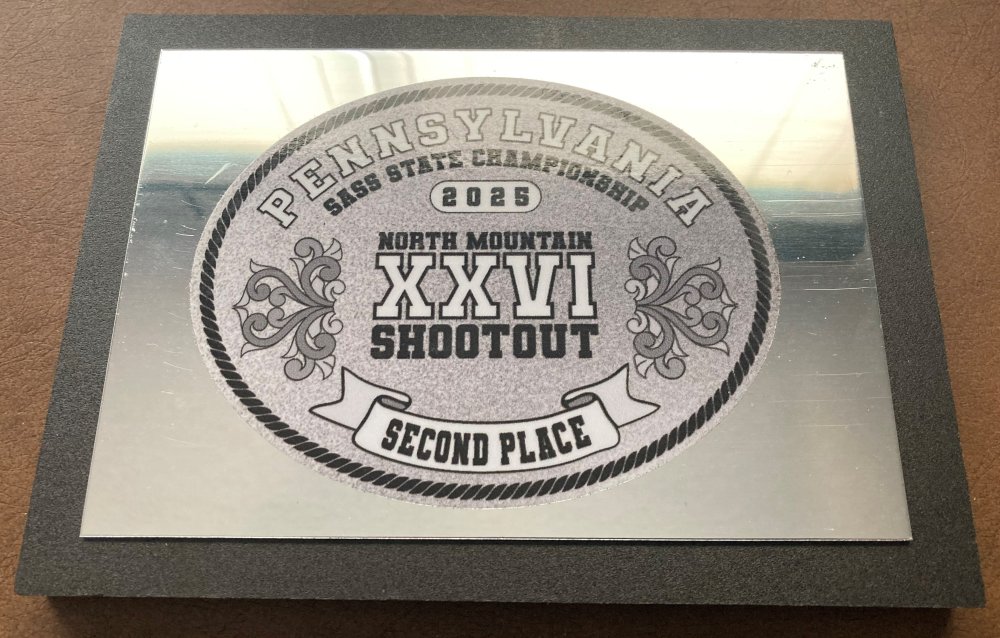 PENNSYLVANIA
SASS STATE CHAMPIONSHIP
2025
NORTH MOUNTAIN
XXVI
SHOOTOUT
SECOND PLACE